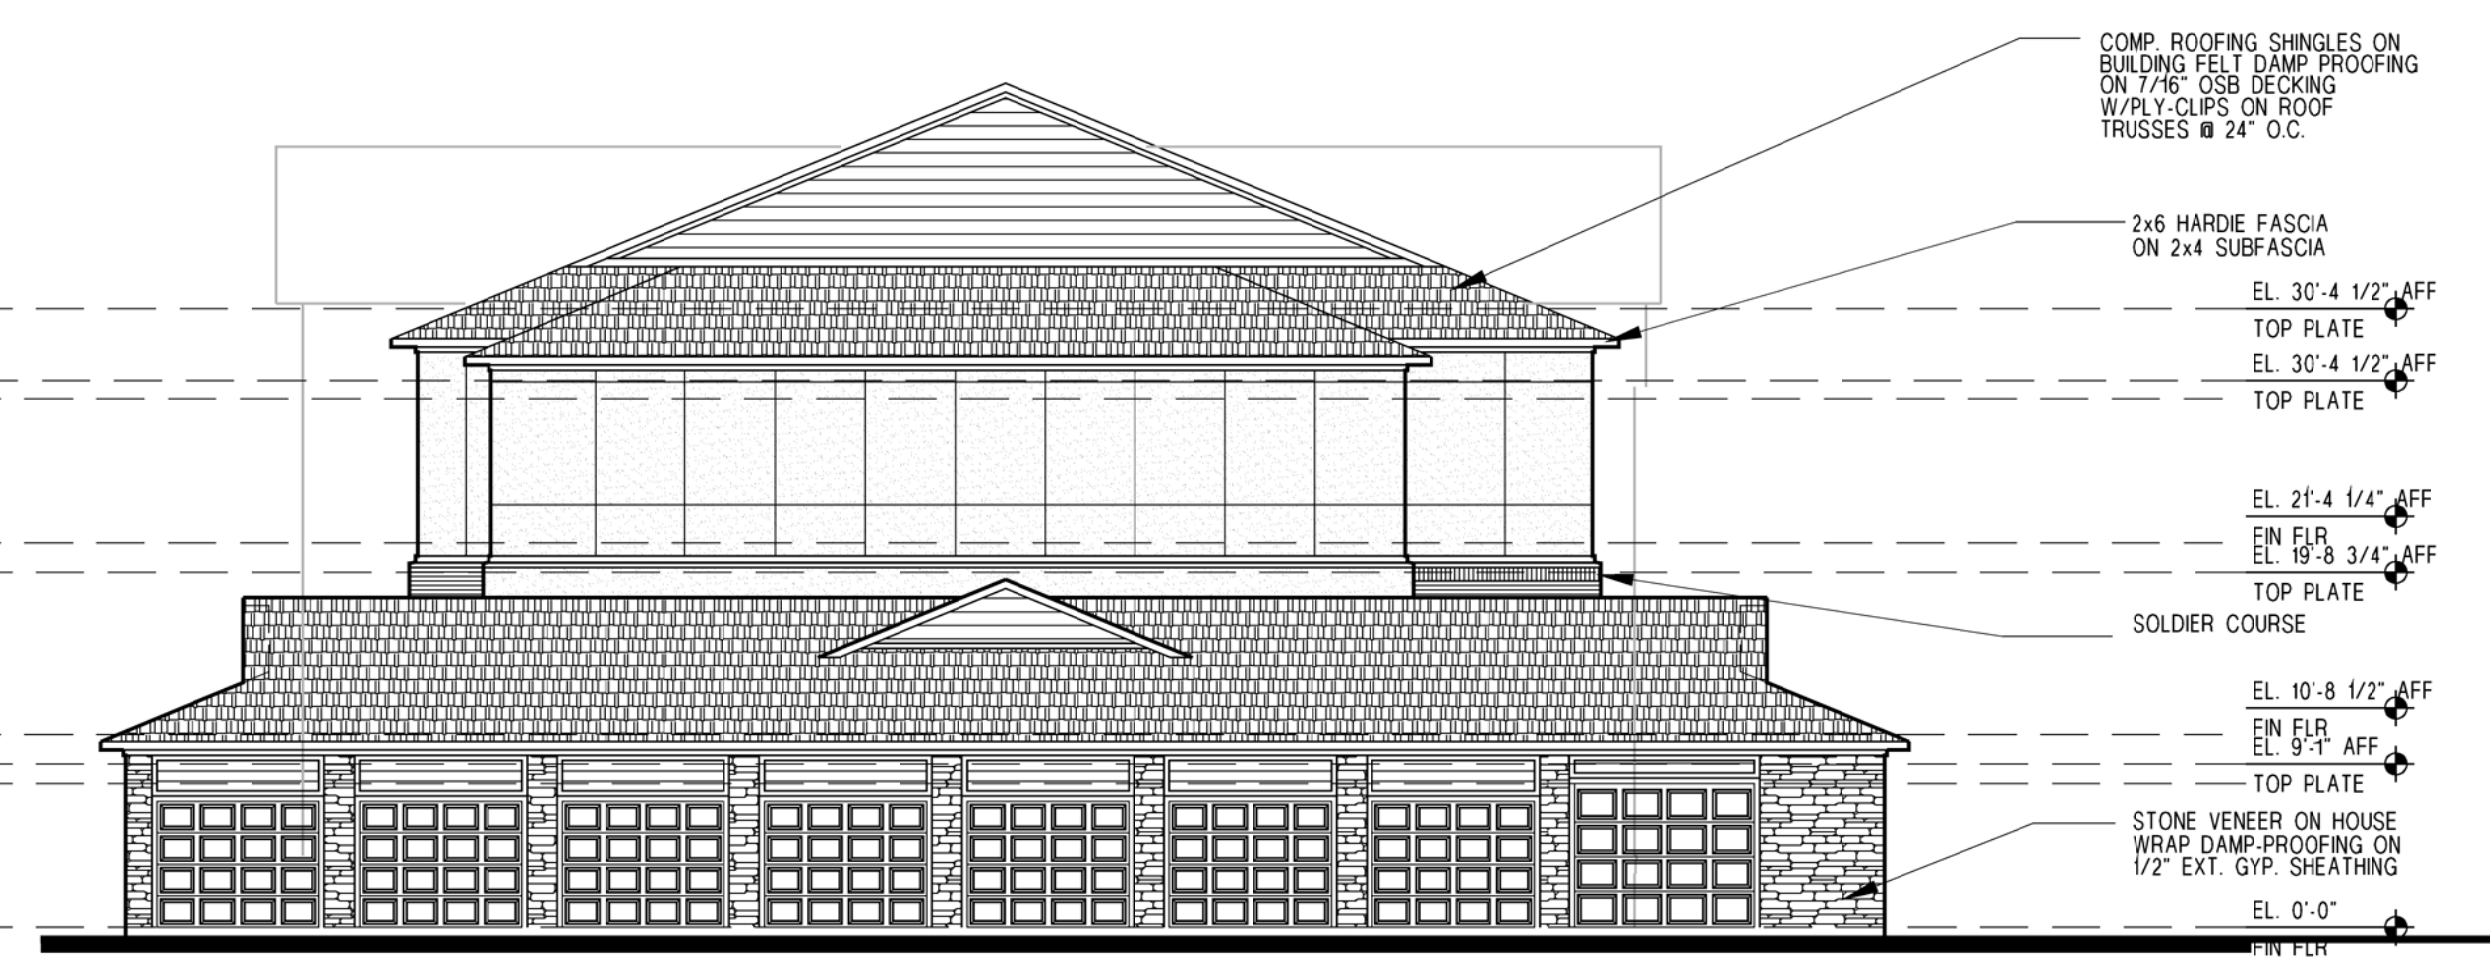 COMP. ROOFING SHINGLES ON
BUILDING FELT DAMP PROOFING
ON 7/16" OSB DECKING
W/PLY-CLIPS ON ROOF
TRUSSES @ 24" O.C.
2x6 HARDIE FASCIA
ON 2x4 SUBFASCIA
EL. 30'-4 1/2" AFF
TOP PLATE
EL. 30'-4 1/2" AFF
TOP PLATE
EL. 21'-4 1/4" AFF
FIN FLR
EL. 19'-8 3/4" AFF
TOP PLATE
SOLDIER COURSE
EL. 10'-8 1/2" AFF
FIN FLR
EL. 9'-1" AFF
TOP PLATE
STONE VENEER ON HOUSE
WRAP DAMP-PROOFING ON
1/2" EXT. GYP. SHEATHING
EL. 0'-0"
FIN FLR